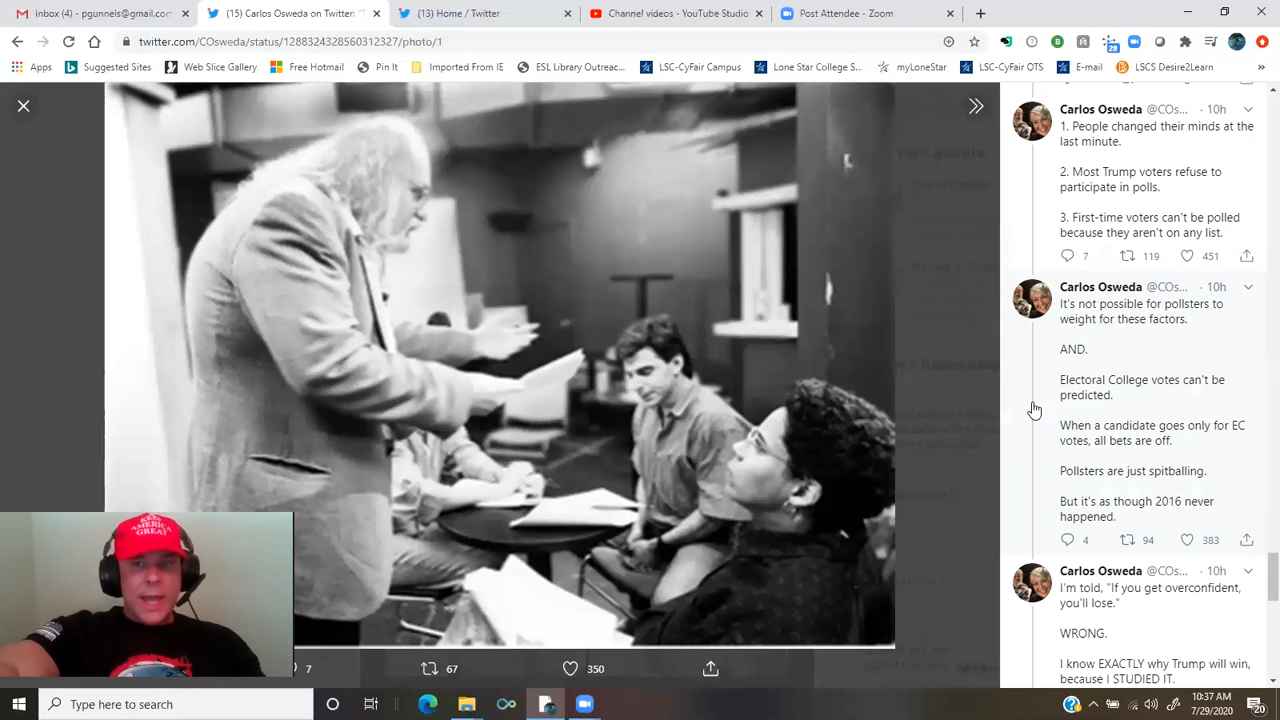 Inbox (4) - mpunnels@gmail.com
(15) Carlos Osweda on Twitter: "
(13) Home / Twitter
Channel videos - YouTube Studio
Post Attendee - Zoom
twitter.com/COsweda/status/1288324328560312327/photo/1
28
Apps
Suggested Sites
Web Slice Gallery
Free Hotmail
Pin It
Imported From IE
ESL Library Outreac...
LSC-CyFair Campus
Lone Star College S...
myLoneStar
LSC-CyFair OTS
E-mail
LSCS Desire2Learn
Carlos Osweda @COs... · 10h
1. People changed their minds at the
last minute.
2. Most Trump voters refuse to
participate in polls.
3. First-time voters can't be polled
because they aren't on any list.
7 119 451
Carlos Osweda @COs... · 10h
It's not possible for pollsters to
weight for these factors.
AND.
Electoral College votes can't be
predicted.
When a candidate goes only for EC
votes, all bets are off.
Pollsters are just spitballing.
But it's as though 2016 never
happened.
4 94 383
Carlos Osweda @COs... · 10h
I'm told, "If you get overconfident,
you'll lose."
WRONG.
I know EXACTLY why Trump will win,
because I STUDIED IT.
KEEP
AMERICA
GREAT
7 67 350
Type here to search
10:37 AM
7/29/2020
20